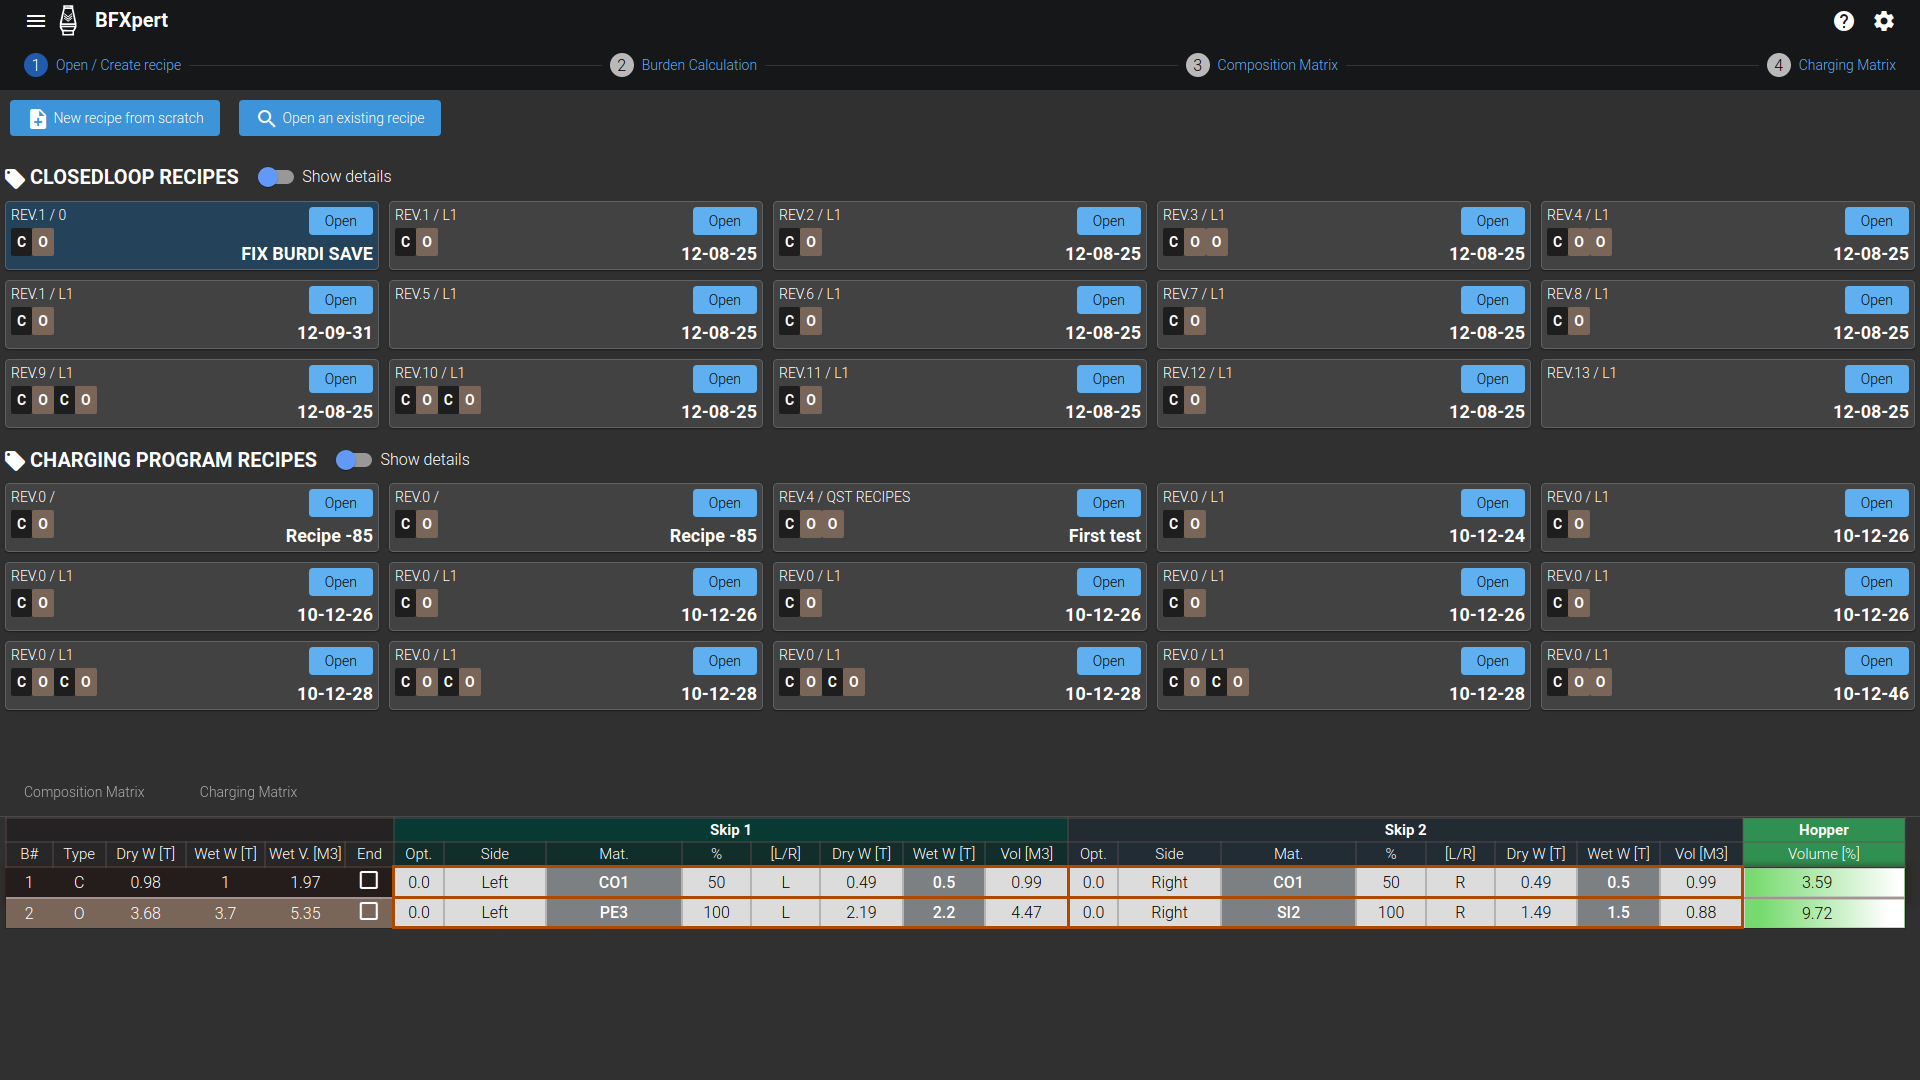 BFXpert
1 Open / Create recipe 2 Burden Calculation 3 Composition Matrix 4 Charging Matrix
New recipe from scratch Open an existing recipe
CLOSEDLOOP RECIPES Show details
REV.1 / 0 Open REV.1 / L1 Open REV.2 / L1 Open REV.3 / L1 Open REV.4 / L1 Open
C O C O C O C O O C O O
FIX BURDI SAVE 12-08-25 12-08-25 12-08-25 12-08-25
REV.1 / L1 Open REV.5 / L1 Open REV.6 / L1 Open REV.7 / L1 Open REV.8 / L1 Open
C O C O C O C O
12-09-31 12-08-25 12-08-25 12-08-25 12-08-25
REV.9 / L1 Open REV.10 / L1 Open REV.11 / L1 Open REV.12 / L1 Open REV.13 / L1 Open
C O C O C O C O C O C O
12-08-25 12-08-25 12-08-25 12-08-25 12-08-25
CHARGING PROGRAM RECIPES Show details
REV.0 / Open REV.0 / Open REV.4 / QST RECIPES Open REV.0 / L1 Open REV.0 / L1 Open
C O C O C O O C O C O
Recipe -85 Recipe -85 First test 10-12-24 10-12-26
REV.0 / L1 Open REV.0 / L1 Open REV.0 / L1 Open REV.0 / L1 Open REV.0 / L1 Open
C O C O C O C O C O
10-12-26 10-12-26 10-12-26 10-12-26 10-12-26
REV.0 / L1 Open REV.0 / L1 Open REV.0 / L1 Open REV.0 / L1 Open REV.0 / L1 Open
C O C O C O C O C O C O C O C O C O O
10-12-28 10-12-28 10-12-28 10-12-28 10-12-46
Composition Matrix Charging Matrix
Skip 1 Skip 2 Hopper
B# Type Dry W [T] Wet W [T] Wet V. [M3] End Opt. Side Mat. % [L/R] Dry W [T] Wet W [T] Vol [M3] Opt. Side Mat. % [L/R] Dry W [T] Wet W [T] Vol [M3] Volume [%]
1 C 0.98 1 1.97 0.0 Left CO1 50 L 0.49 0.5 0.99 0.0 Right CO1 50 R 0.49 0.5 0.99 3.59
2 O 3.68 3.7 5.35 0.0 Left PE3 100 L 2.19 2.2 4.47 0.0 Right SI2 100 R 1.49 1.5 0.88 9.72